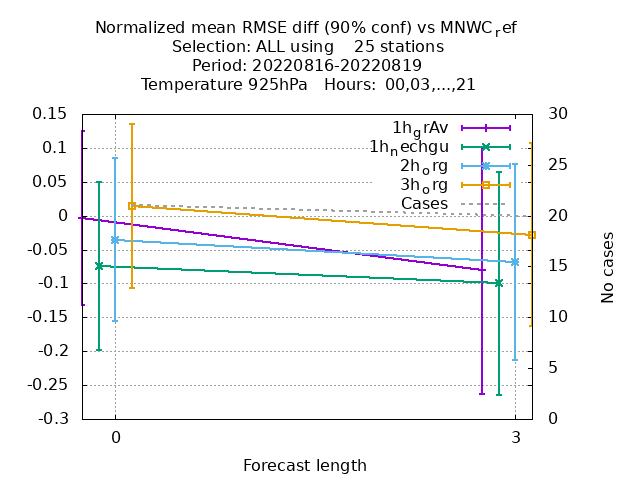 Normalized mean RMSE diff (90% conf) vs MNWC_ref
Selection: ALL using    25 stations
Period: 20220816-20220819
Temperature 925hPa   Hours:  00,03,...,21
0.15
0.1
0.05
0
-0.05
-0.1
-0.15
-0.2
-0.25
-0.3
1h_grAv
1h_nechgu
2h_org
3h_org
Cases
30
25
20
15
10
5
0
No cases
0
3
Forecast length